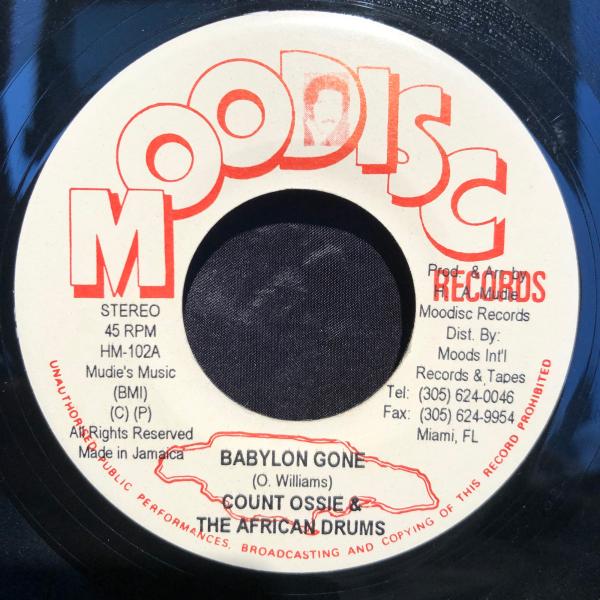 MOODISC
RECORDS
STEREO
45 RPM
HM-102A
Mudie's Music
(BMI)
(C) (P)
All Rights Reserved
Made in Jamaica
Prod. & Arr. by
H. A. Mudie
Moodisc Records
Dist. By:
Moods Int'l
Records & Tapes
Tel: (305) 624-0046
Fax: (305) 624-9954
Miami, FL
BABYLON GONE
(O. Williams)
COUNT OSSIE &
THE AFRICAN DRUMS
UNAUTHORISED PUBLIC PERFORMANCES, BROADCASTING AND COPYING OF THIS RECORD PROHIBITED